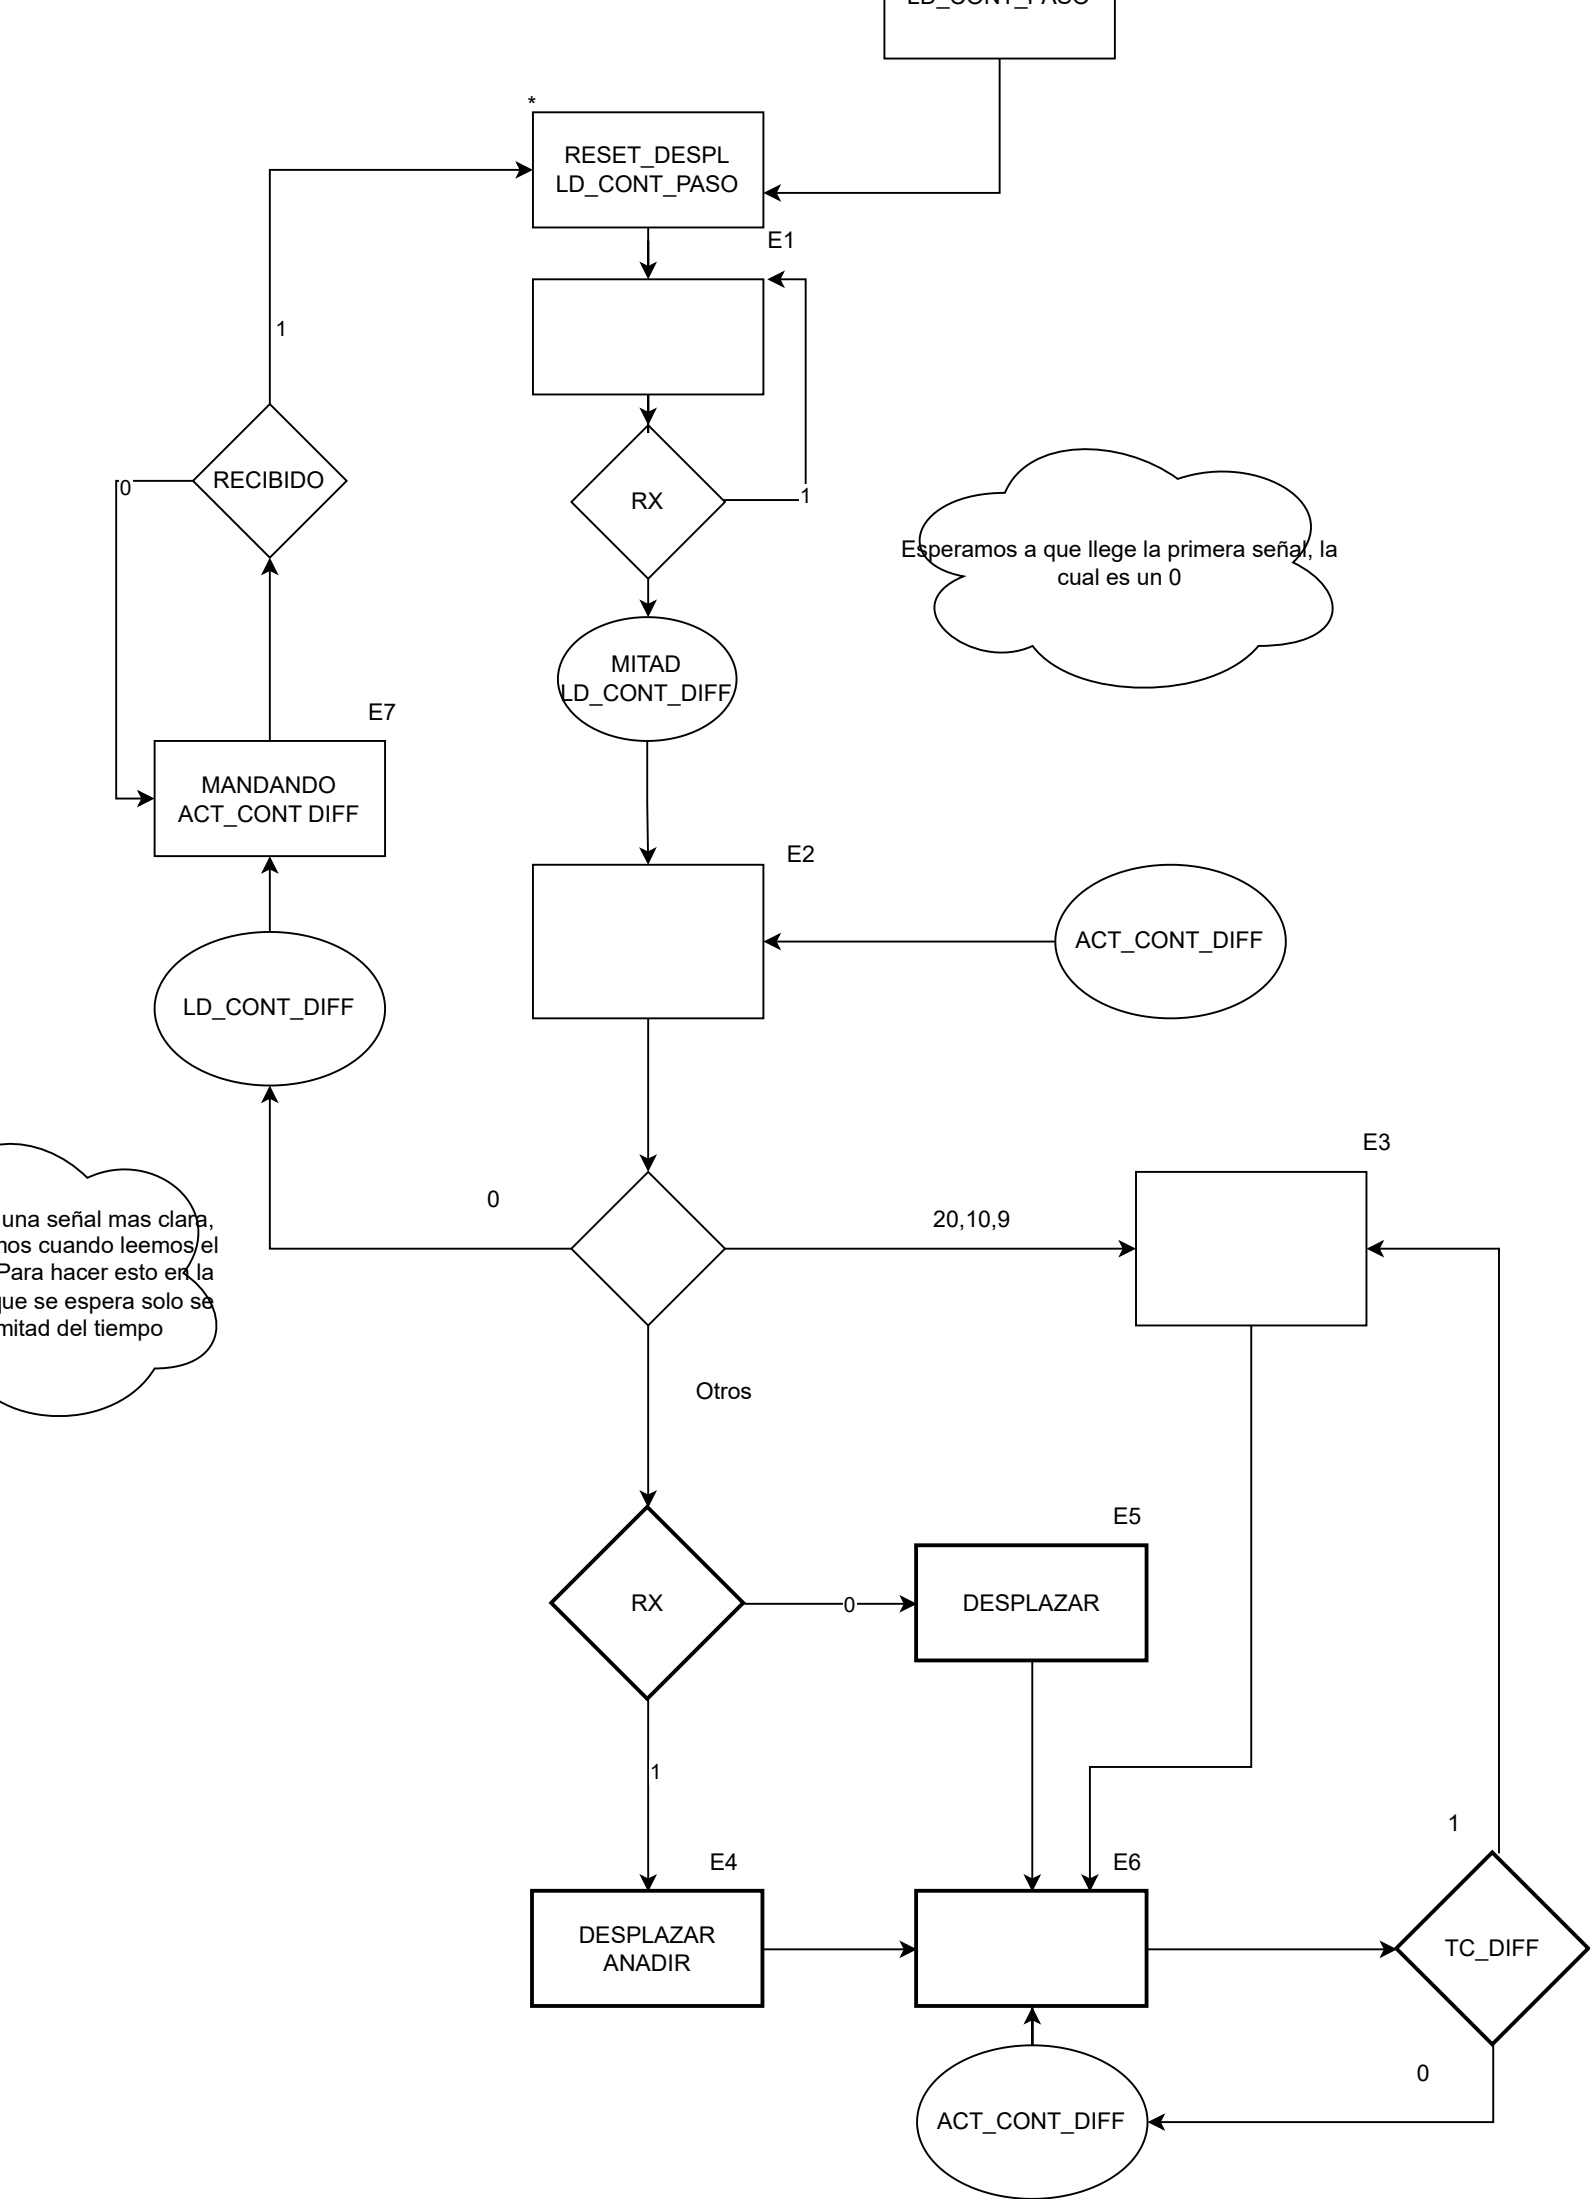 LD_CONT_PASO
*
RESET_DESPL
LD_CONT_PASO
E1
1
RECIBIDO
0
RX
1
Esperamos a que llege la primera señal, la
cual es un 0
MITAD
LD_CONT_DIFF
E7
MANDANDO
ACT_CONT DIFF
E2
ACT_CONT_DIFF
LD_CONT_DIFF
E3
0
20,10,9
una señal mas clara,
mos cuando leemos el
Para hacer esto en la
que se espera solo se
mitad del tiempo
Otros
E5
RX
0
DESPLAZAR
1
1
E4
E6
DESPLAZAR
ANADIR
TC_DIFF
0
ACT_CONT_DIFF